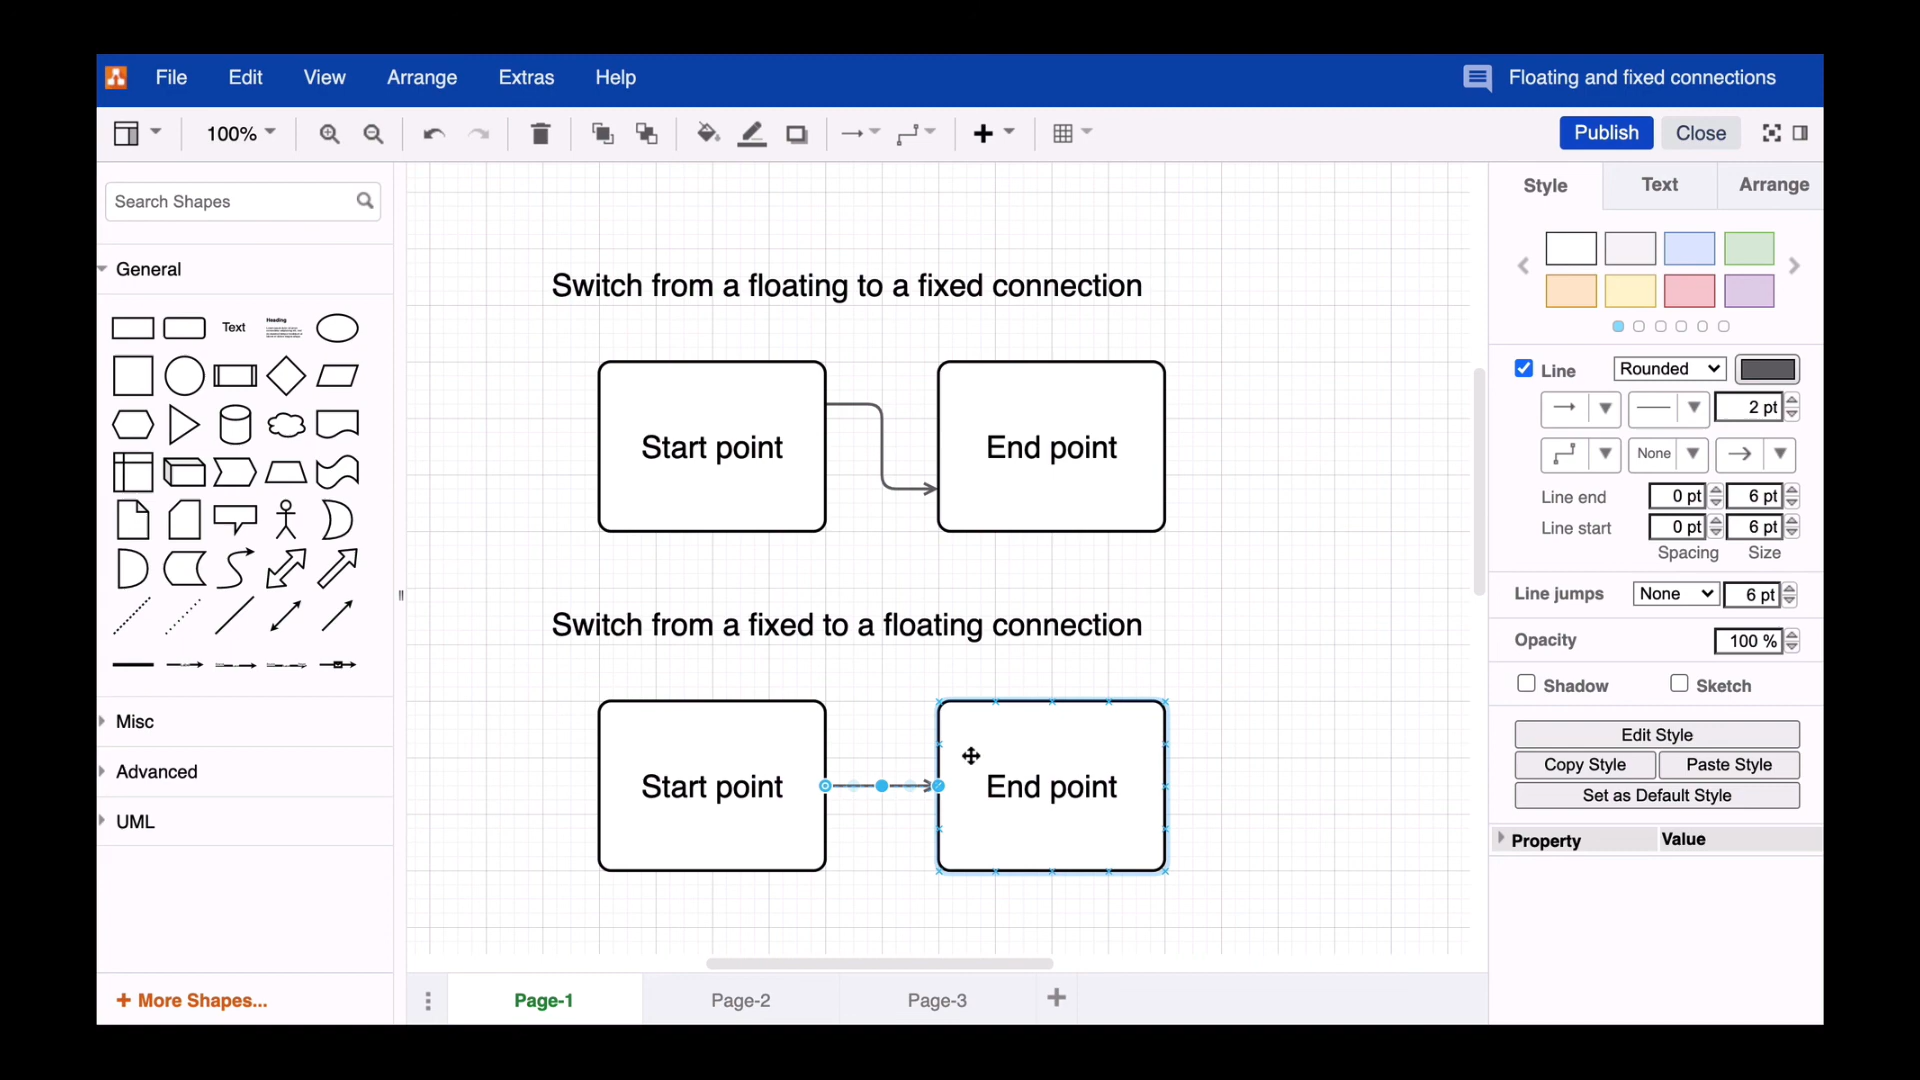 File Edit View Arrange Extras Help Floating and fixed connections
100% Publish Close
Search Shapes
General
Text
Heading
Misc
Advanced
UML
+ More Shapes...
Switch from a floating to a fixed connection
Start point End point
Switch from a fixed to a floating connection
Start point End point
Page-1 Page-2 Page-3
Style Text Arrange
Line Rounded
2 pt
None
Line end 0 pt 6 pt
Line start 0 pt 6 pt
Spacing Size
Line jumps None 6 pt
Opacity 100 %
Shadow Sketch
Edit Style
Copy Style Paste Style
Set as Default Style
Property Value